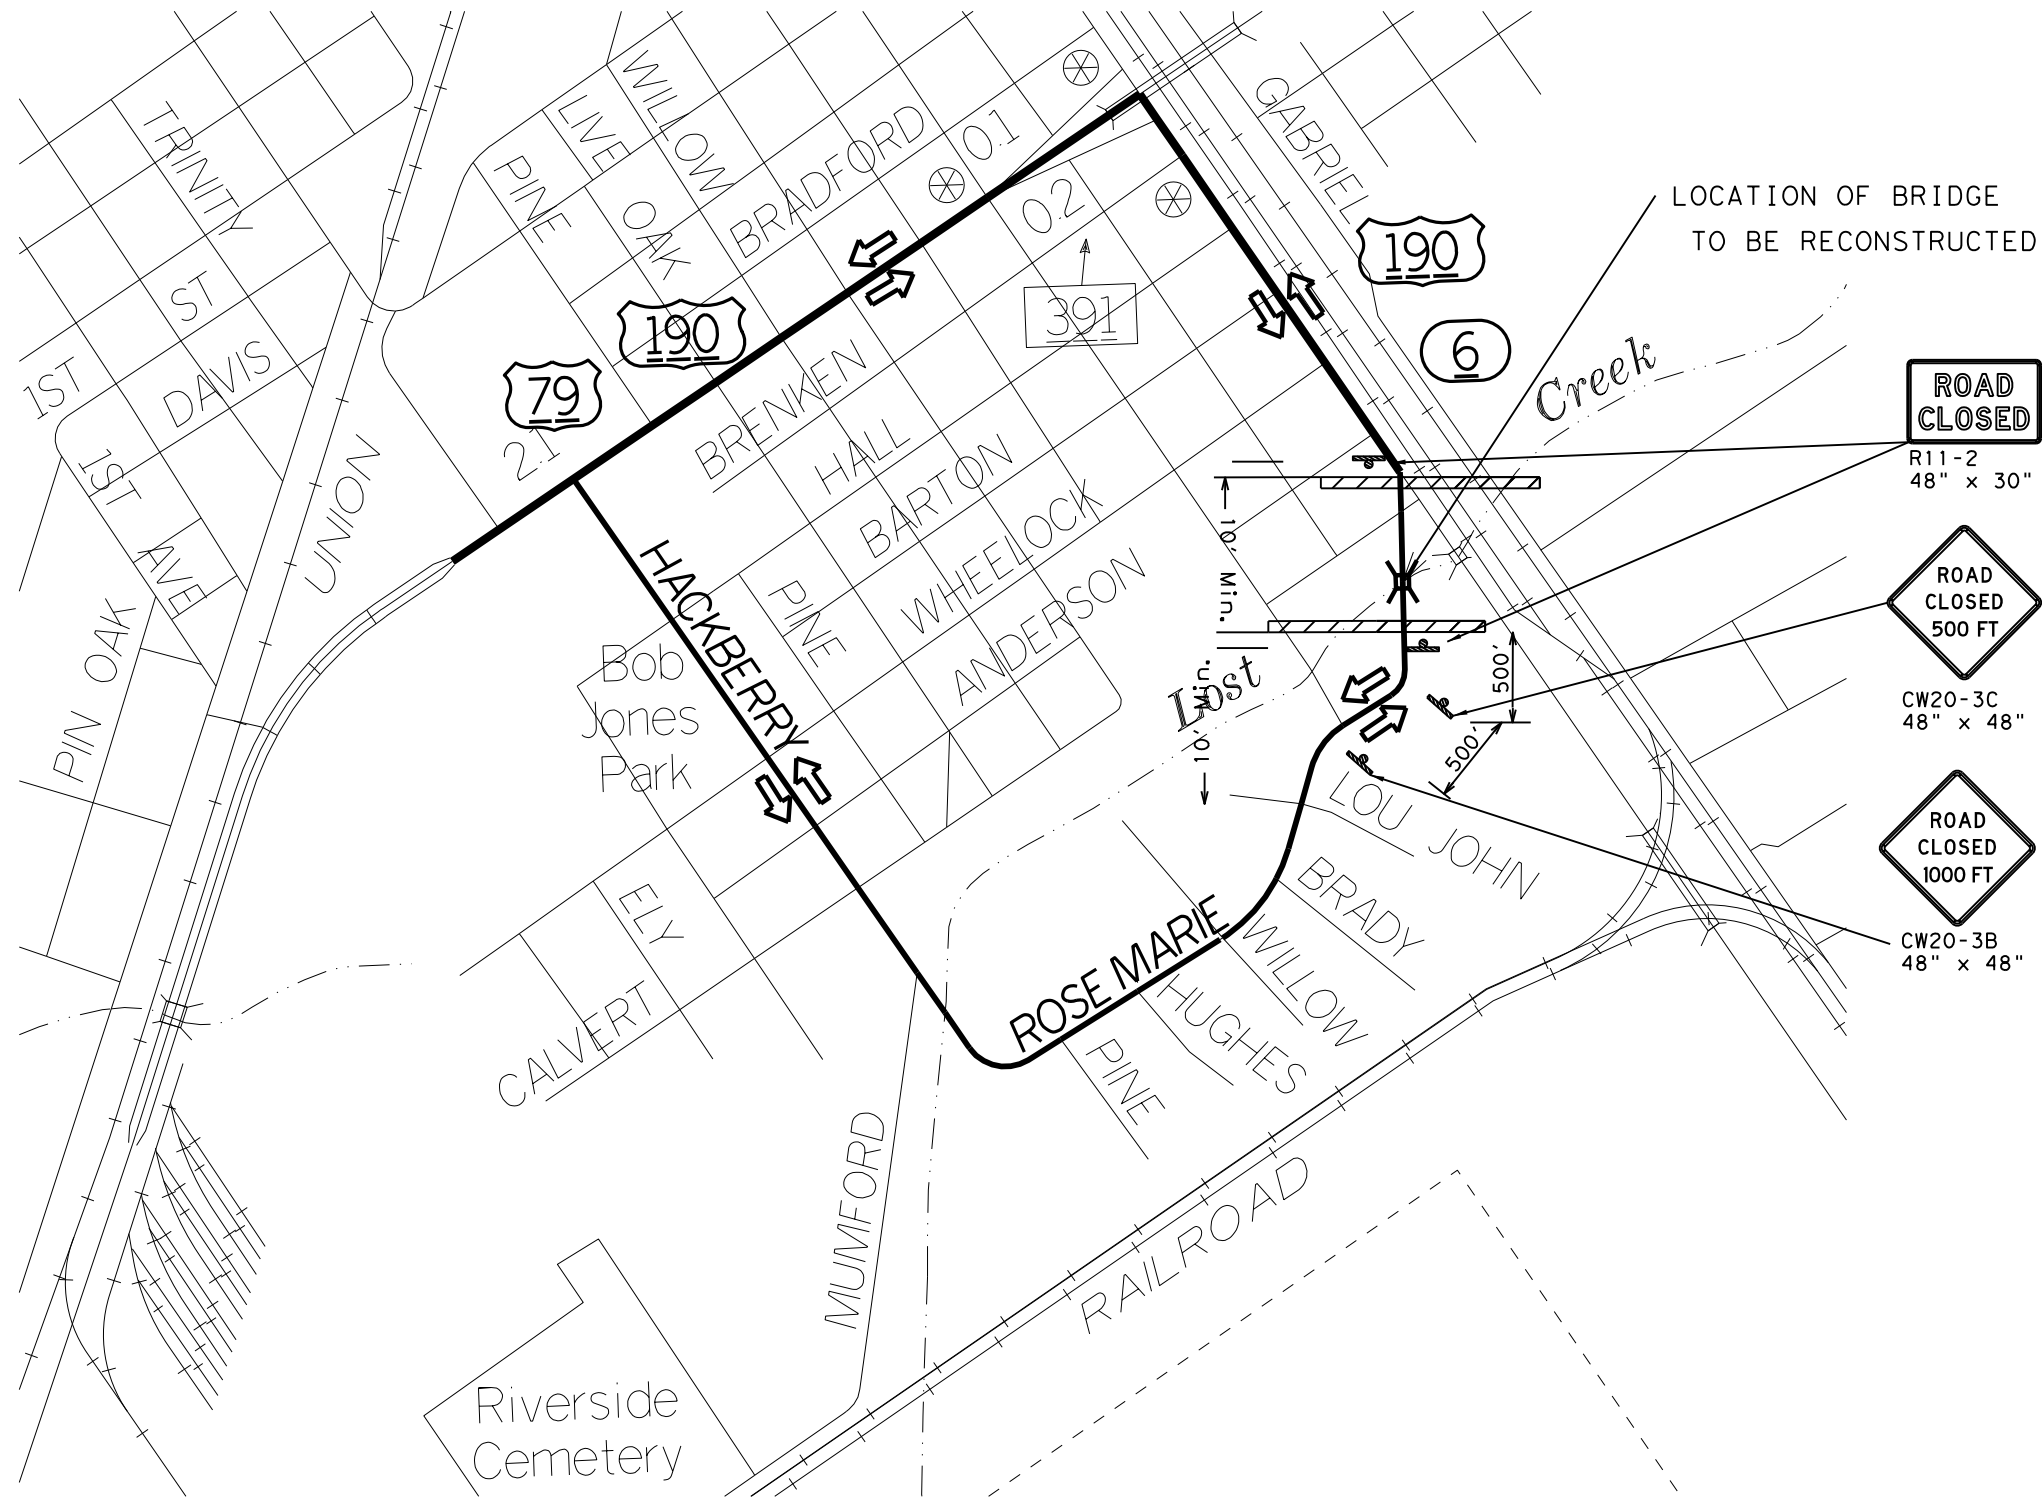 TRINITY
ST
DAVIS
1ST
1ST
AVE
UNION
PIN OAK
WILLOW
LIVE
OAK
PINE
BRADFORD
0.1
0.2
391
GABRIEL
190
6
190
79
2.1
BRENKEN
HALL
BARTON
WHEELOCK
ANDERSON
PINE
HACKBERRY
Bob
Jones
Park
LOCATION OF BRIDGE
TO BE RECONSTRUCTED
Lost
Creek
10' Min.
10' Min.
500'
500'
ROAD
CLOSED
R11-2
48" x 30"
ROAD
CLOSED
500 FT
CW20-3C
48" x 48"
ROAD
CLOSED
1000 FT
CW20-3B
48" x 48"
LOU JOHN
BRADY
WILLOW
HUGHES
PINE
ROSE MARIE
ELY
CALVERT
MUMFORD
RAILROAD
Riverside
Cemetery